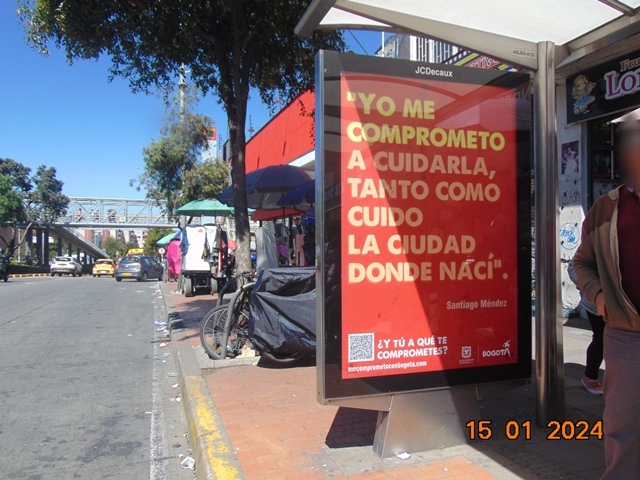 JCDecaux
"YO ME
COMPROMETO
A CUIDARLA,
TANTO COMO
CUIDO
LA CIUDAD
DONDE NACÍ".
Santiago Méndez
¿Y TÚ A QUÉ TE
COMPROMETES?
mecomprometoconbogota.com
BOGOTÁ
15 01 2024